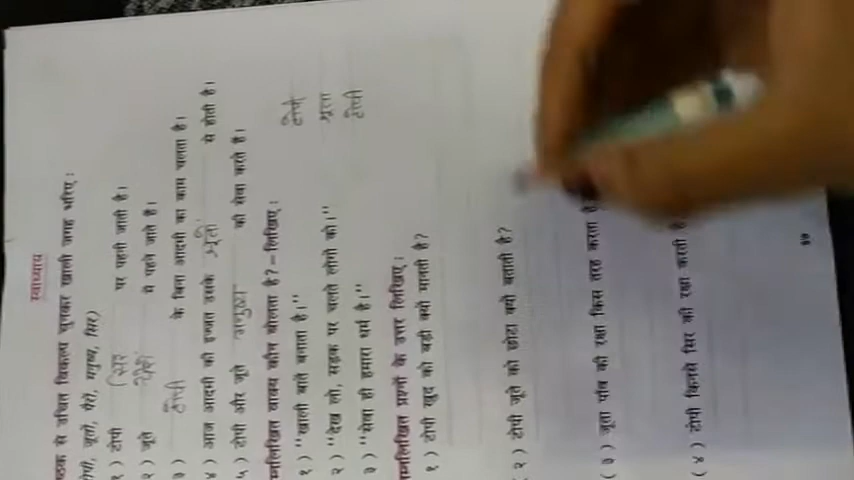 स्वाध्याय
कोष्ठक से उचित विकल्प चुनकर खाली जगह भरिए :
(टोपी, जूतों, पैरों, मनुष्य, सिर)
१) टोपी सिर पर पहनी जाती है।
२) जूते पैरों में पहने जाते हैं।
३) टोपी के बिना आदमी का काम चलता है।
४) आज आदमी की इज्जत उसके जूतों से होती है।
५) टोपी और जूते मनुष्य की सेवा करते हैं।
निम्नलिखित वाक्य कौन बोलता है? - लिखिए :
१) "खाली बातें बनाता है।" टोपी
२) "देख लो, सड़क पर चलते लोगों को।" जूता
३) "सेवा ही हमारा धर्म है।" टोपी
निम्नलिखित प्रश्नों के उत्तर लिखिए :
१) टोपी खुद को बड़ी क्यों मानती है?
(२) टोपी जूते को छोटा क्यों बताती है?
(३) जूता पाँव की रक्षा किस तरह करता है
(४) टोपी किनसे सिर की रक्षा करती